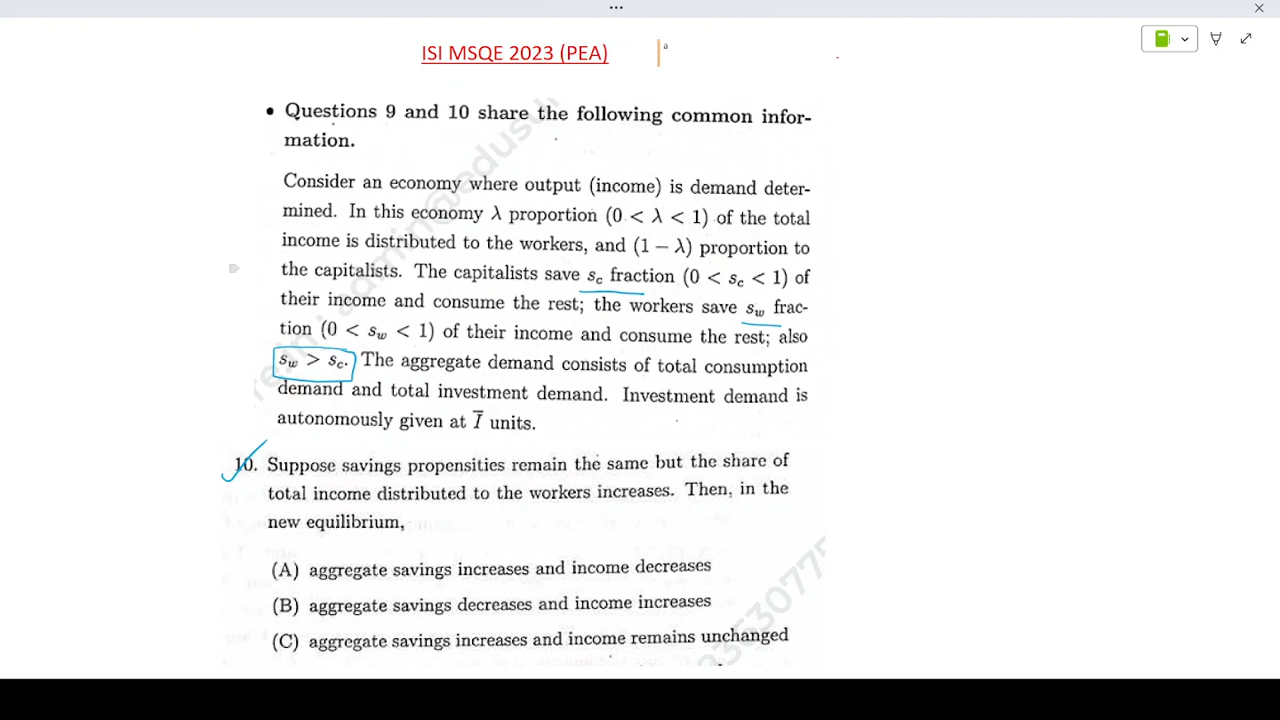 ISI MSQE 2023 (PEA)
• Questions 9 and 10 share the following common infor-
mation.
Consider an economy where output (income) is demand deter-
mined. In this economy λ proportion (0 < λ < 1) of the total
income is distributed to the workers, and (1 − λ) proportion to
the capitalists. The capitalists save s_c fraction (0 < s_c < 1) of
their income and consume the rest; the workers save s_w frac-
tion (0 < s_w < 1) of their income and consume the rest; also
s_w > s_c. The aggregate demand consists of total consumption
demand and total investment demand. Investment demand is
autonomously given at Ī units.
10. Suppose savings propensities remain the same but the share of
total income distributed to the workers increases. Then, in the
new equilibrium,
(A) aggregate savings increases and income decreases
(B) aggregate savings decreases and income increases
(C) aggregate savings increases and income remains unchanged